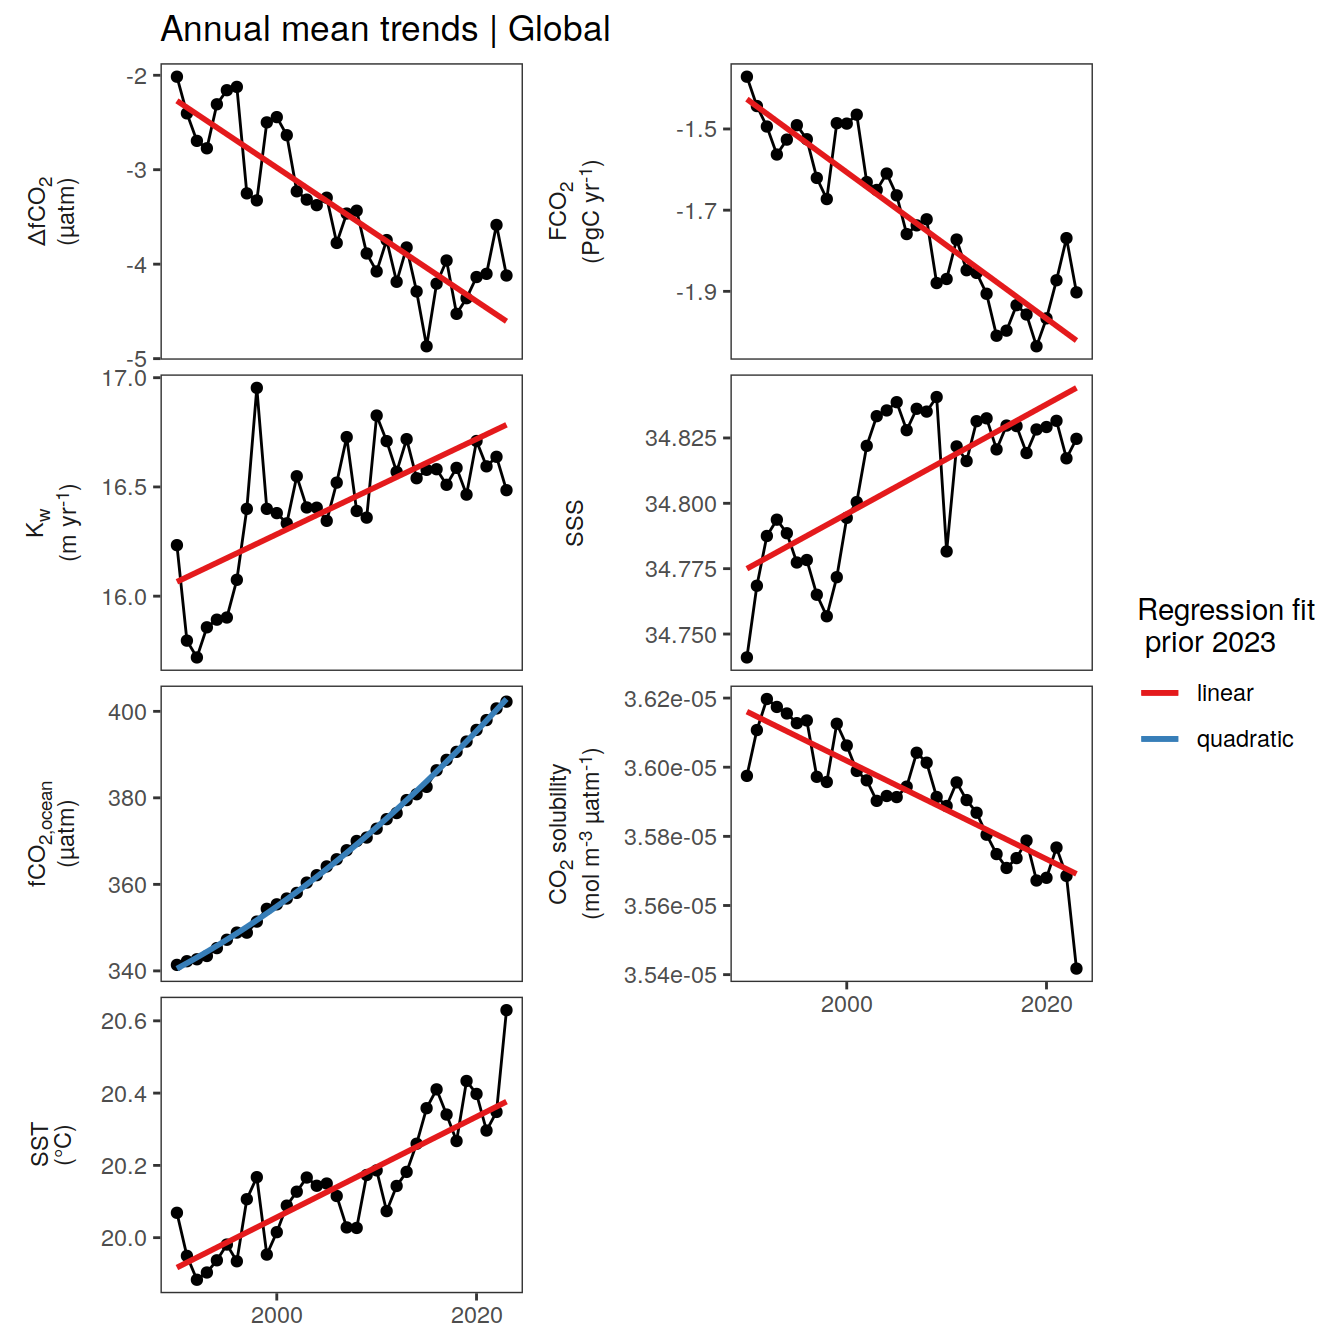 Annual mean trends | Global
-2
-3
-4
-5
ΔfCO2
(µatm)
-1.5
-1.7
-1.9
FCO2
(PgC yr-1)
17.0
16.5
16.0
Kw
(m yr-1)
34.825
34.800
34.775
34.750
SSS
400
380
360
340
fCO2,ocean
(µatm)
3.62e-05
3.60e-05
3.58e-05
3.56e-05
3.54e-05
CO2 solubility
(mol m-3 µatm-1)
2000
2020
20.6
20.4
20.2
20.0
SST
(°C)
2000
2020
Regression fit
prior 2023
linear
quadratic